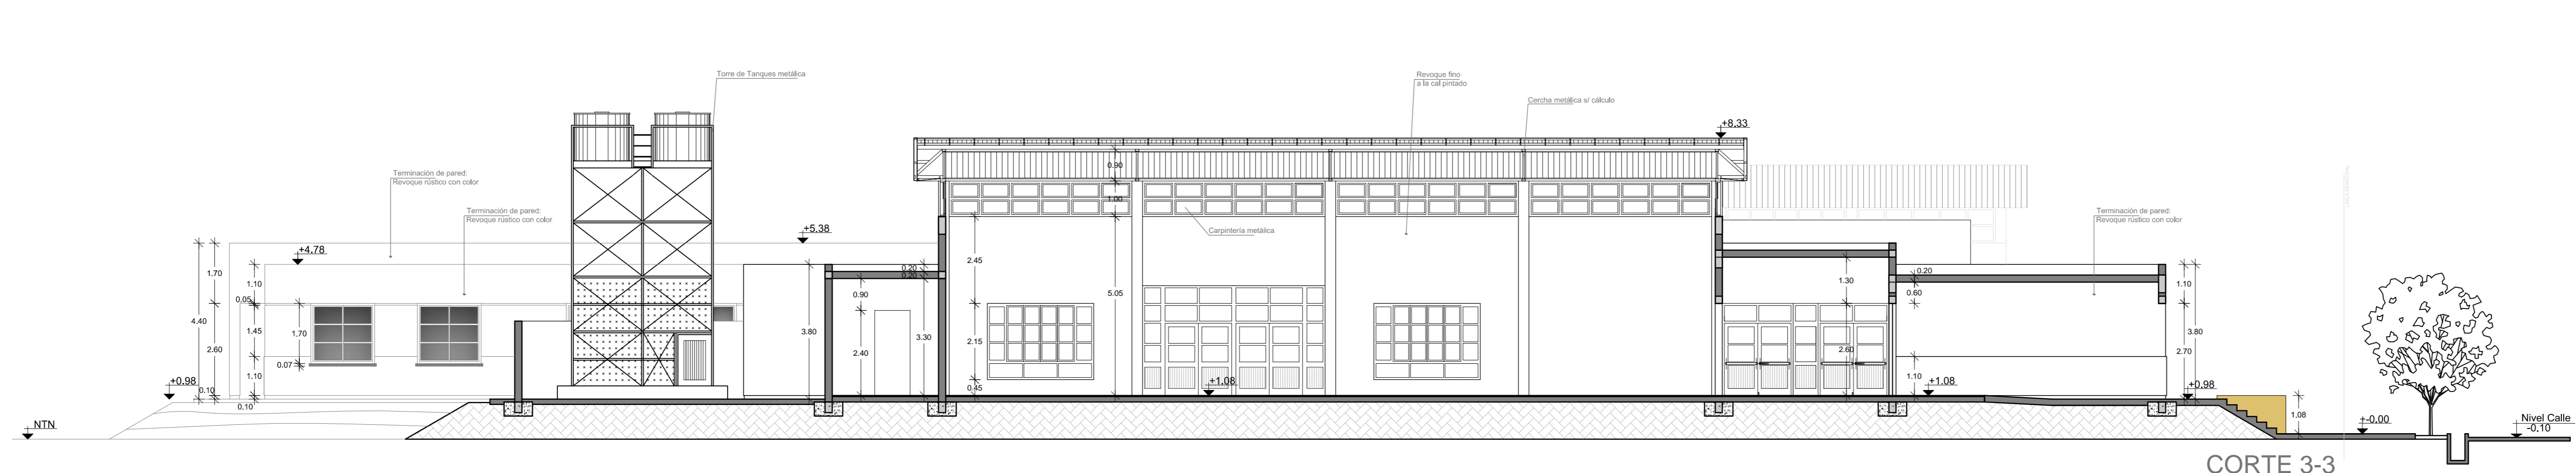 Torre de Tanques metálica
Revoque fino
a la cal pintado
Cercha metálica s/ cálculo
+8.33
Terminación de pared:
Revoque rústico con color
Terminación de pared:
Revoque rústico con color
Terminación de pared:
Revoque rústico con color
Carpintería metálica
+5.38
+4.78
0.90
1.00
2.45
5.05
2.15
0.45
1.70
1.10
0.05
4.40
1.45
1.70
2.60
0.07
1.10
0.10
0.10
+0.98
3.80
0.90
2.40
0.20
0.20
3.30
+1.08
1.30
2.60
0.20
0.60
1.10
+1.08
1.10
3.80
2.70
+0.98
1.08
+-0.00
Nivel Calle
-0.10
NTN
CORTE 3-3